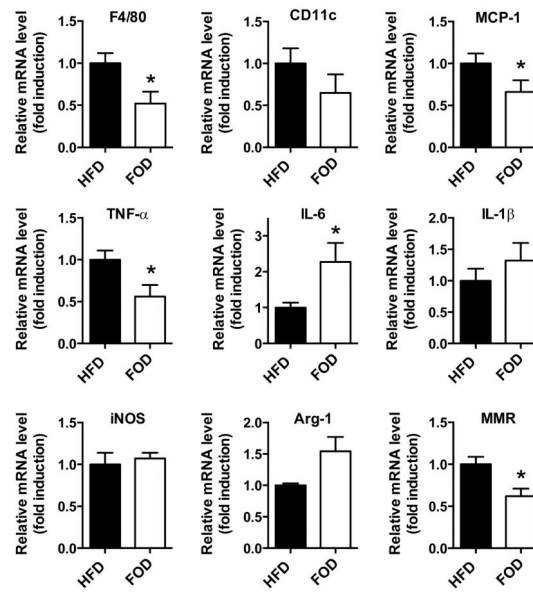 F4/80
Relative mRNA level
(fold induction)
1.5
1.0
0.5
0.0
*
HFD
FOD
CD11c
Relative mRNA level
(fold induction)
1.5
1.0
0.5
0.0
HFD
FOD
MCP-1
Relative mRNA level
(fold induction)
1.5
1.0
0.5
0.0
*
HFD
FOD
TNF-α
Relative mRNA level
(fold induction)
1.5
1.0
0.5
0.0
*
HFD
FOD
IL-6
Relative mRNA level
(fold induction)
3
2
1
0
*
HFD
FOD
IL-1β
Relative mRNA level
(fold induction)
2.0
1.5
1.0
0.5
0.0
HFD
FOD
iNOS
Relative mRNA level
(fold induction)
1.5
1.0
0.5
0.0
HFD
FOD
Arg-1
Relative mRNA level
(fold induction)
2.0
1.5
1.0
0.5
0.0
HFD
FOD
MMR
Relative mRNA level
(fold induction)
1.5
1.0
0.5
0.0
*
HFD
FOD